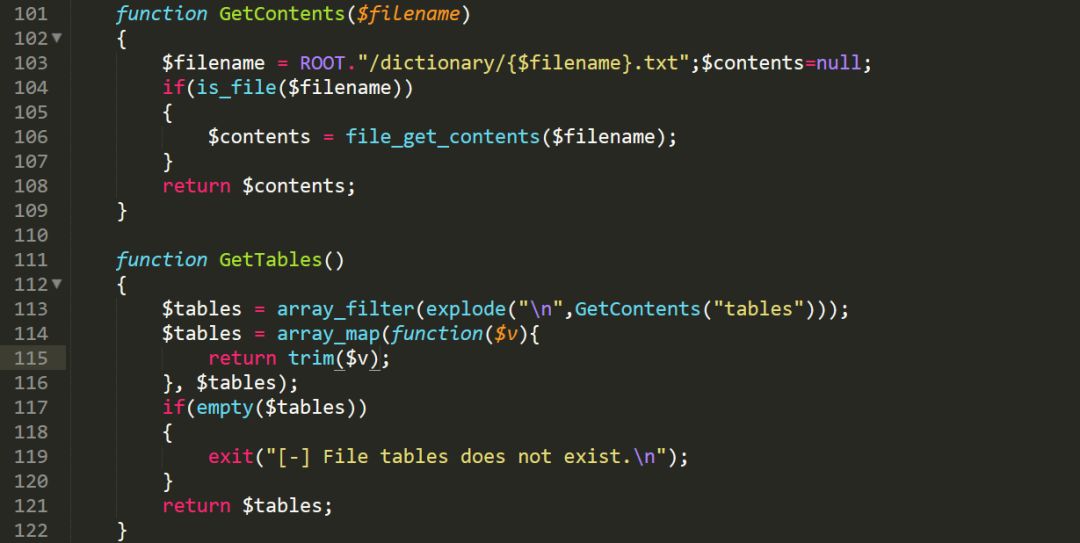 101 function GetContents($filename)
102 {
103 $filename = ROOT."/dictionary/{$filename}.txt";$contents=null;
104 if(is_file($filename))
105 {
106 $contents = file_get_contents($filename);
107 }
108 return $contents;
109 }
110
111 function GetTables()
112 {
113 $tables = array_filter(explode("\n",GetContents("tables")));
114 $tables = array_map(function($v){
115 return trim($v);
116 }, $tables);
117 if(empty($tables))
118 {
119 exit("[-] File tables does not exist.\n");
120 }
121 return $tables;
122 }